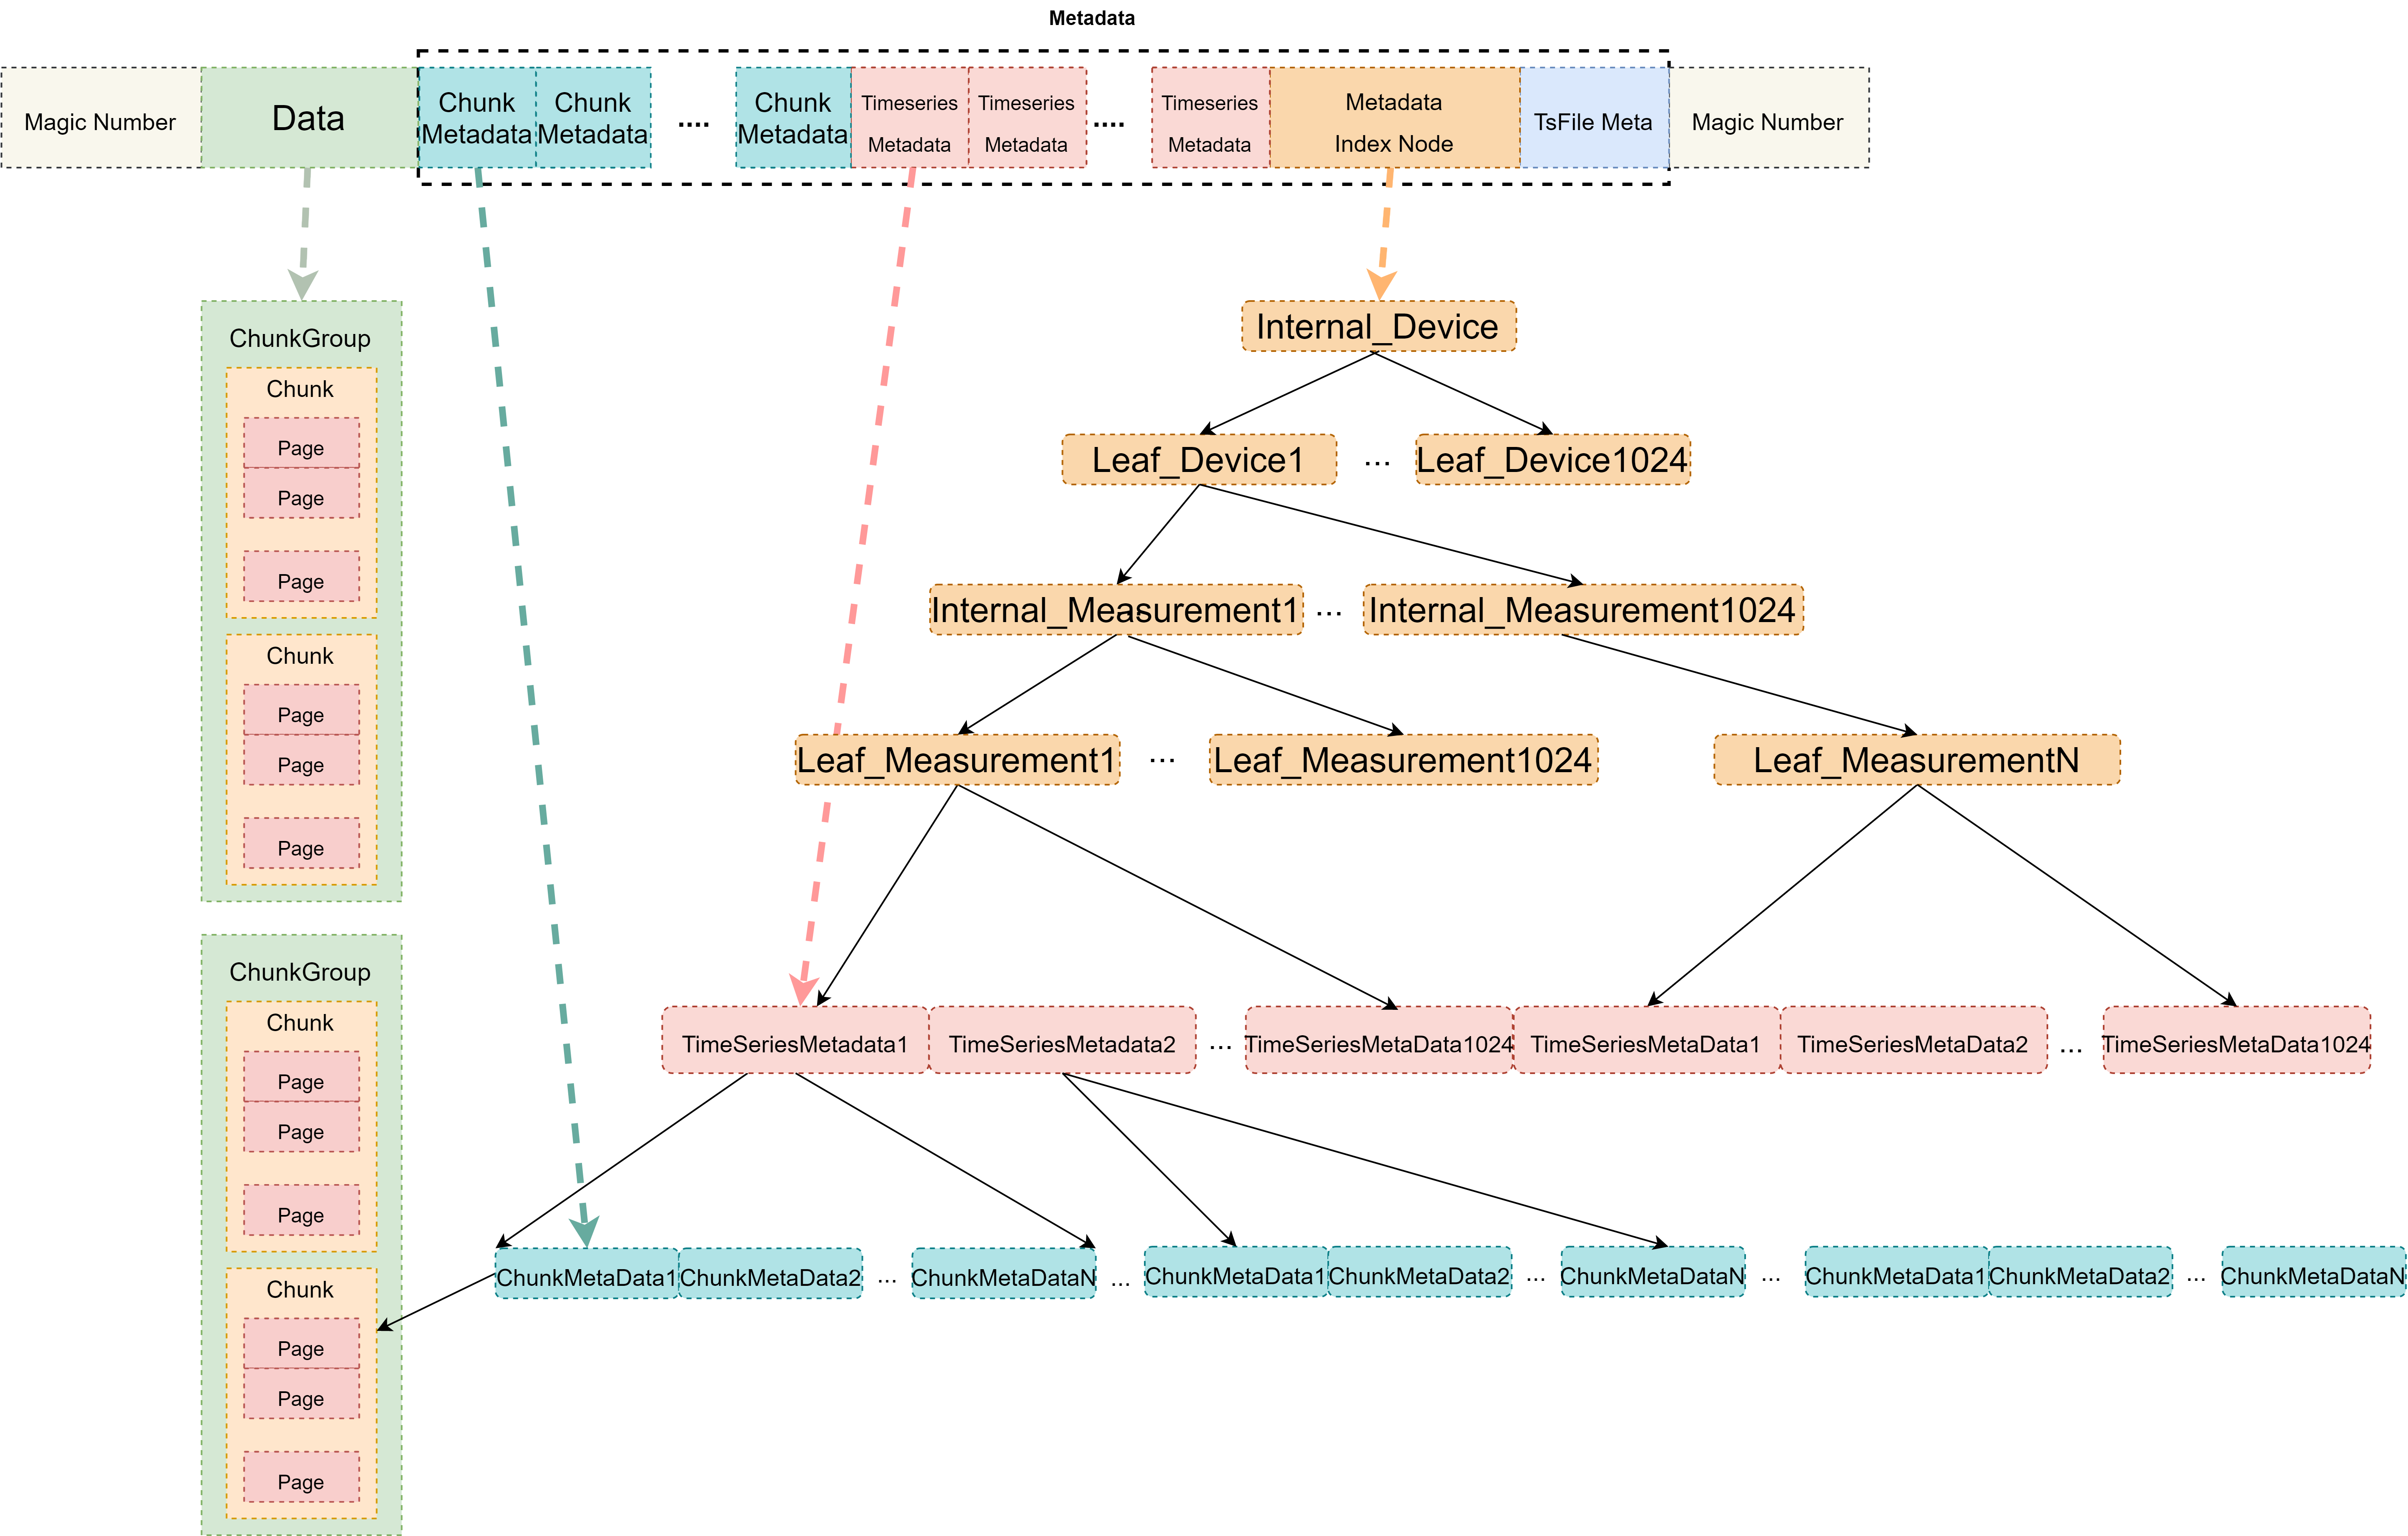 Metadata
Magic Number
Data
Chunk
Metadata
Chunk
Metadata
....
Chunk
Metadata
Timeseries
Metadata
Timeseries
Metadata
....
Timeseries
Metadata
Metadata
Index Node
TsFile Meta
Magic Number
ChunkGroup
Chunk
Page
Page
Page
Chunk
Page
Page
Page
ChunkGroup
Chunk
Page
Page
Page
Chunk
Page
Page
Page
Internal_Device
Leaf_Device1
...
Leaf_Device1024
Internal_Measurement1
...
Internal_Measurement1024
Leaf_Measurement1
...
Leaf_Measurement1024
Leaf_MeasurementN
TimeSeriesMetadata1
TimeSeriesMetadata2
...
TimeSeriesMetaData1024
TimeSeriesMetaData1
TimeSeriesMetaData2
...
TimeSeriesMetaData1024
ChunkMetaData1
ChunkMetaData2
...
ChunkMetaDataN
...
ChunkMetaData1
ChunkMetaData2
...
ChunkMetaDataN
...
ChunkMetaData1
ChunkMetaData2
...
ChunkMetaDataN